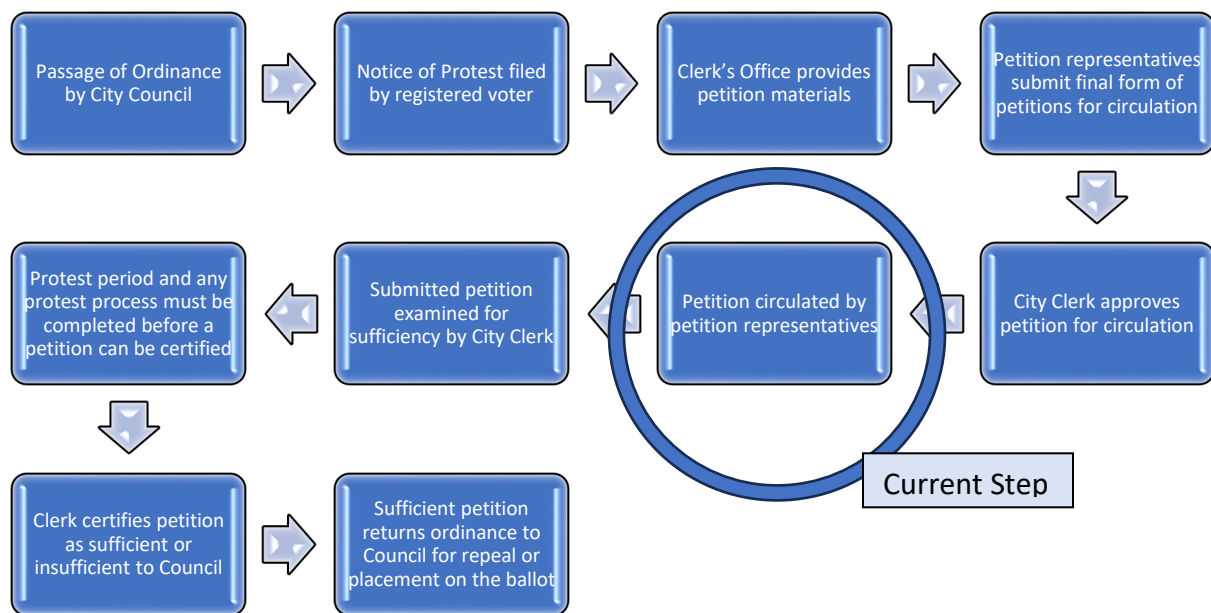 Passage of Ordinance
by City Council
Notice of Protest filed
by registered voter
Clerk's Office provides
petition materials
Petition representatives
submit final form of
petitions for circulation
City Clerk approves
petition for circulation
Petition circulated by
petition representatives
Current Step
Submitted petition
examined for
sufficiency by City Clerk
Protest period and any
protest process must be
completed before a
petition can be certified
Clerk certifies petition
as sufficient or
insufficient to Council
Sufficient petition
returns ordinance to
Council for repeal or
placement on the ballot